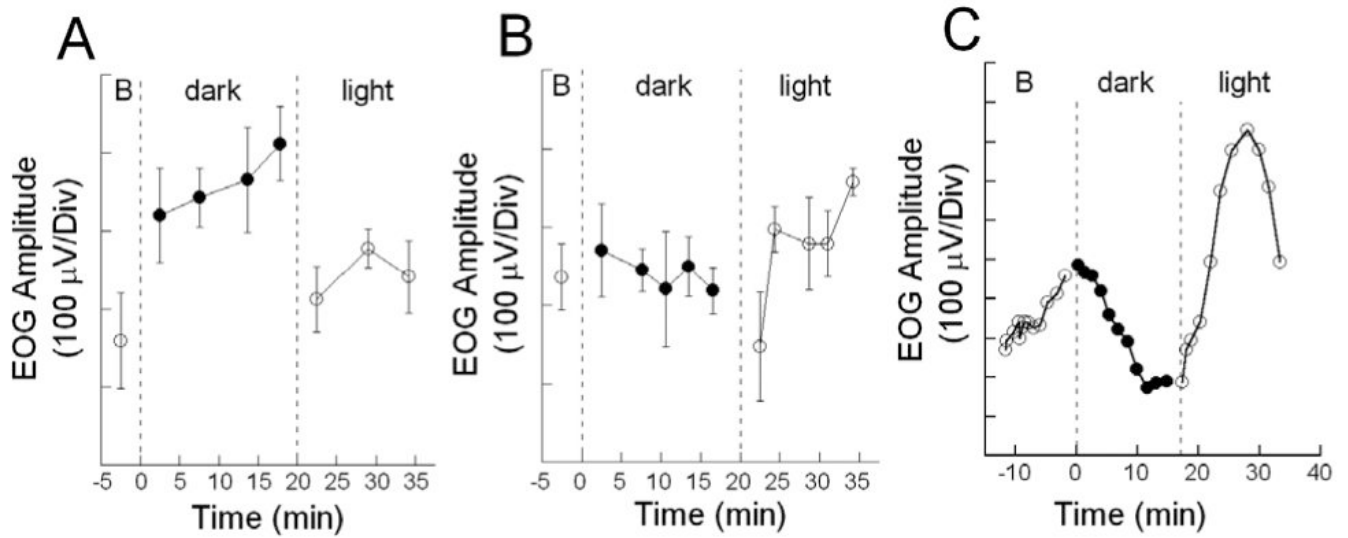 A
B dark light
EOG Amplitude
(100 μV/Div)
-5 0 5 10 15 20 25 30 35
Time (min)
B
B dark light
EOG Amplitude
(100 μV/Div)
-5 0 5 10 15 20 25 30 35
Time (min)
C
B dark light
EOG Amplitude
(100 μV/Div)
-10 0 10 20 30 40
Time (min)